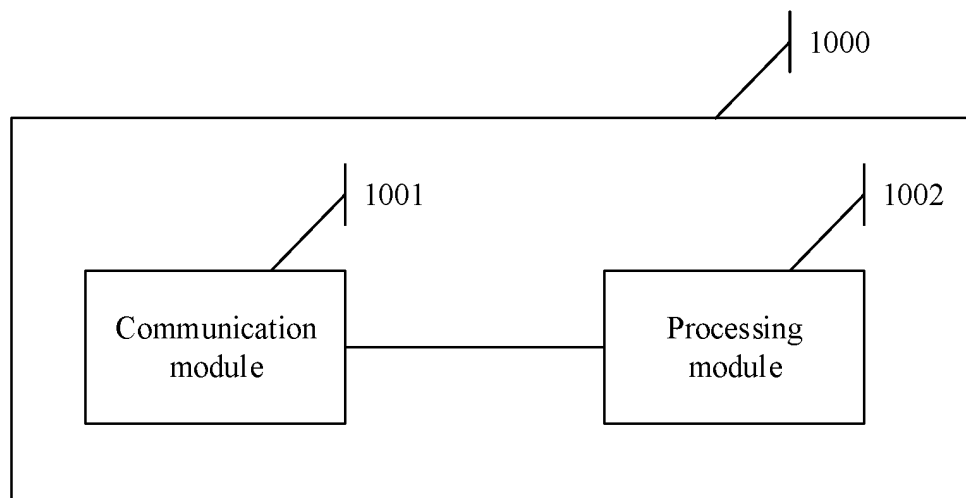 1000
1001
1002
Communication
module
Processing
module